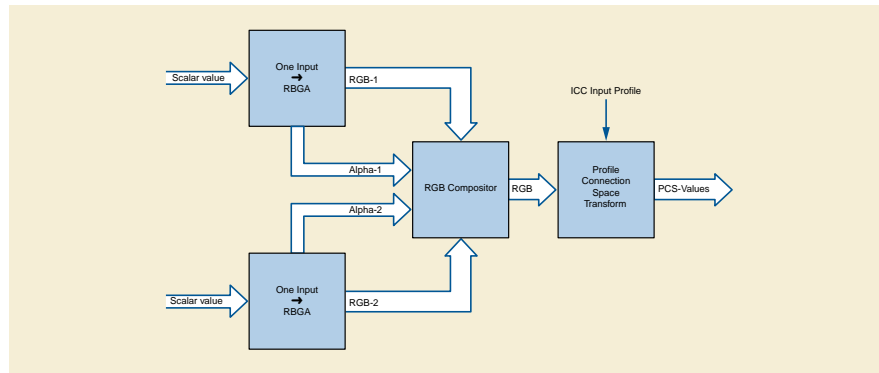 Scalar value
One Input
➔
RBGA
RGB-1
Alpha-1
ICC Input Profile
RGB Compositor
RGB
Profile
Connection
Space
Transform
PCS-Values
Alpha-2
Scalar value
One Input
➔
RBGA
RGB-2